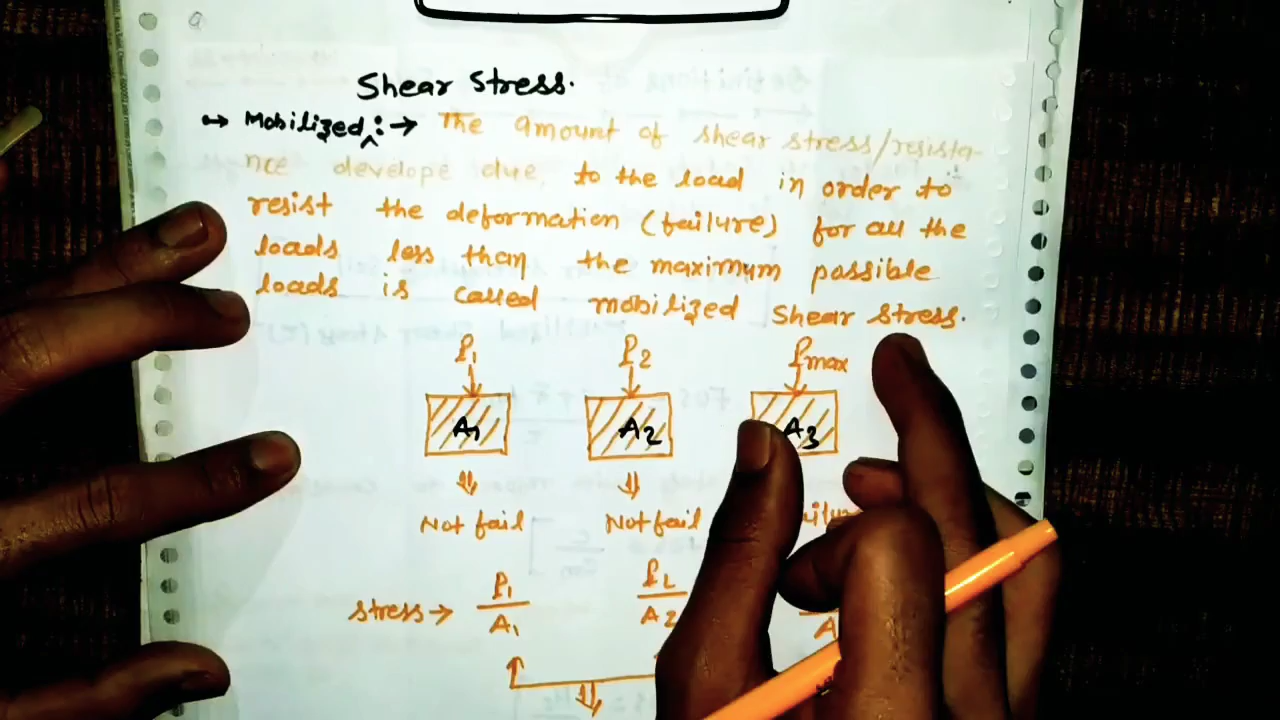 Shear Stress.
↦ Mobilized^:→ The amount of shear stress/resista-
nce develope due, to the load in order to
resist the deformation (failure) for all the
loads less than the maximum possible
loads is called mobilized Shear Stress.
P1 P2 Pmax
A1 A2 A3
Not fail Not fail
stress→ P1/A1 P2/A2 A